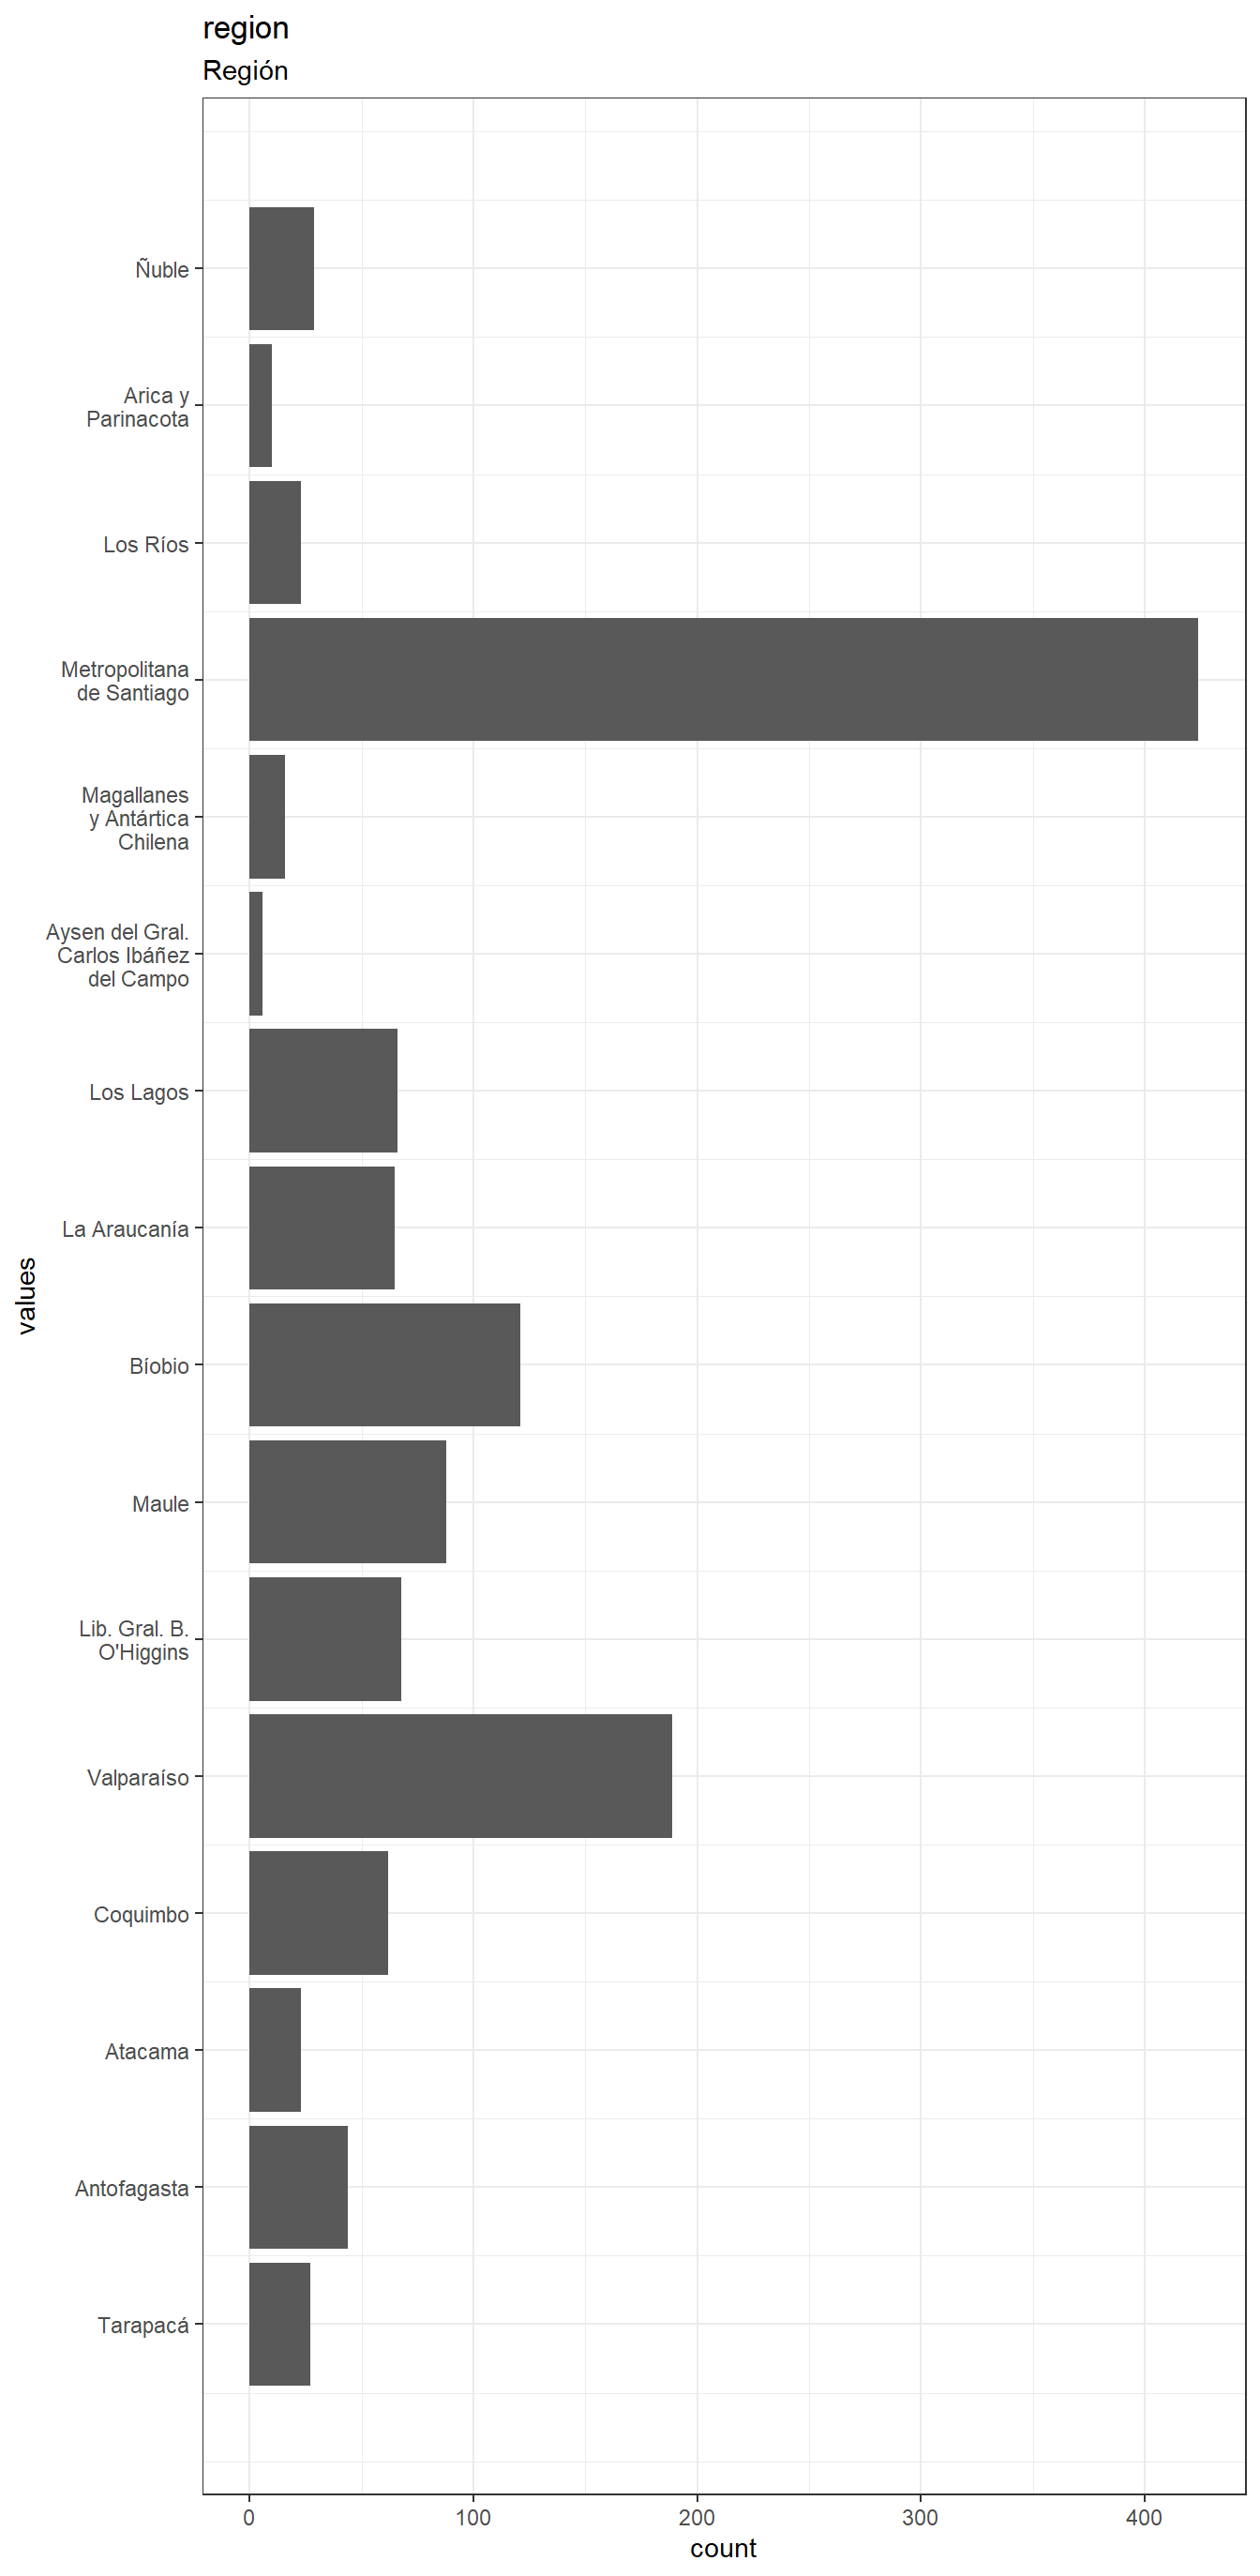 region
Región
Ñuble
Arica y
Parinacota
Los Ríos
Metropolitana
de Santiago
Magallanes
y Antártica
Chilena
Aysen del Gral.
Carlos Ibáñez
del Campo
Los Lagos
La Araucanía
Bíobio
Maule
Lib. Gral. B.
O'Higgins
Valparaíso
Coquimbo
Atacama
Antofagasta
Tarapacá
values
0 100 200 300 400
count